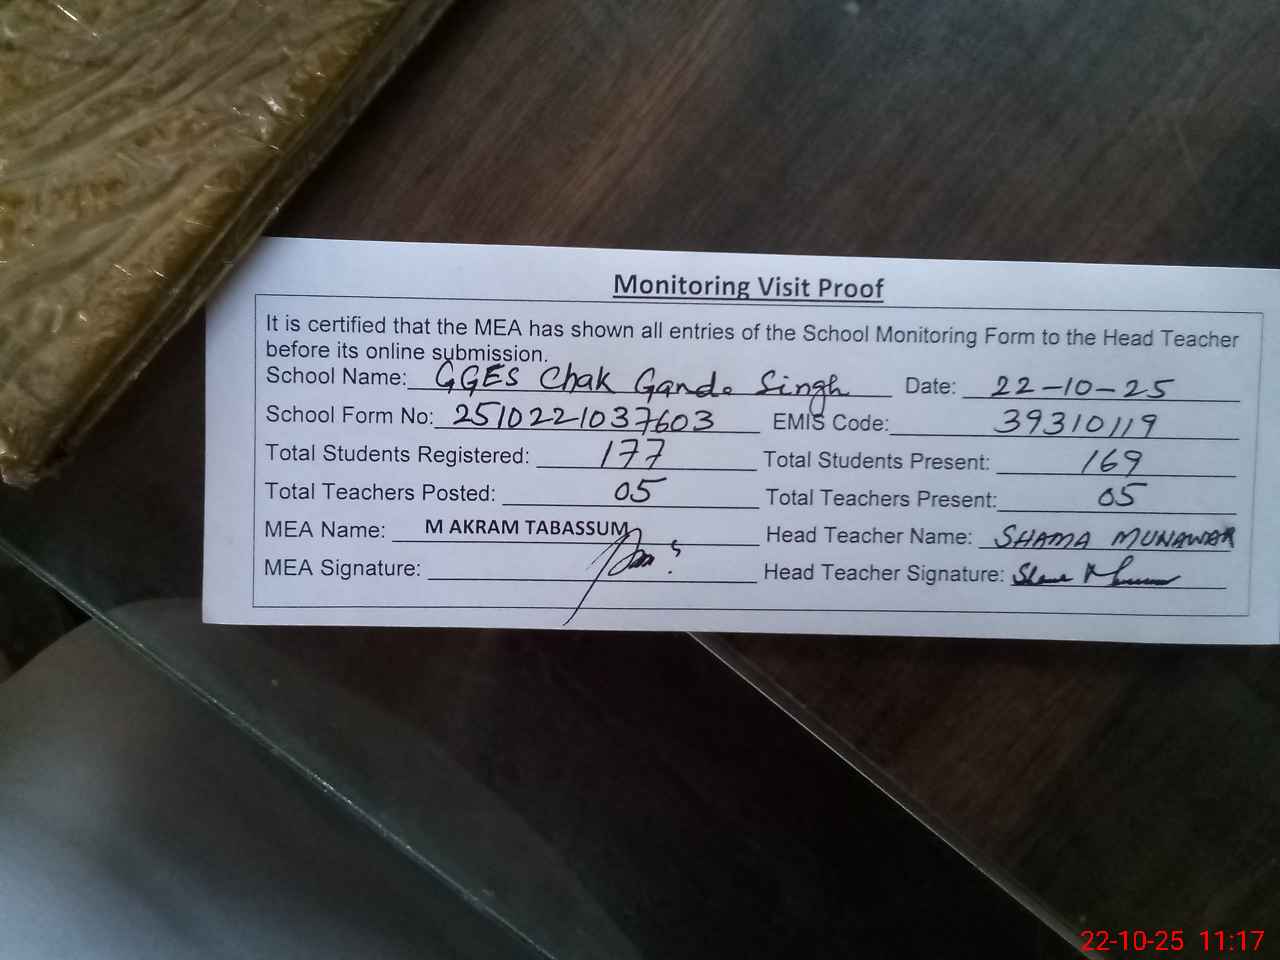 Monitoring Visit Proof
It is certified that the MEA has shown all entries of the School Monitoring Form to the Head Teacher
before its online submission.
School Name: GGES Chak Gande Singh Date: 22-10-25
School Form No: 2510221037603 EMIS Code: 39310119
Total Students Registered: 177 Total Students Present: 169
Total Teachers Posted: 05 Total Teachers Present: 05
MEA Name: M AKRAM TABASSUM Head Teacher Name: SHAMA MUNAWAR
MEA Signature: Head Teacher Signature:
22-10-25 11:17